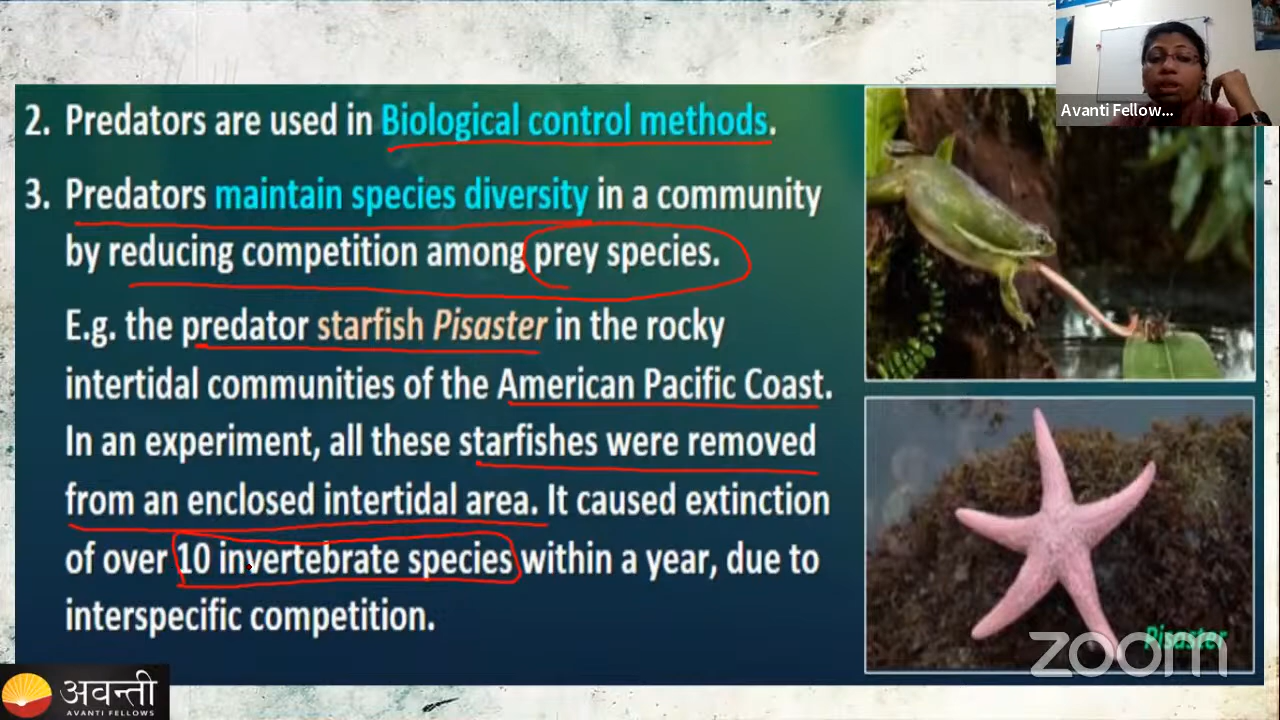 Avanti Fellow...
2. Predators are used in Biological control methods.
3. Predators maintain species diversity in a community
by reducing competition among prey species.
E.g. the predator starfish Pisaster in the rocky
intertidal communities of the American Pacific Coast.
In an experiment, all these starfishes were removed
from an enclosed intertidal area. It caused extinction
of over 10 invertebrate species within a year, due to
interspecific competition.
Pisaster
zoom
अवन्ती
AVANTI FELLOWS